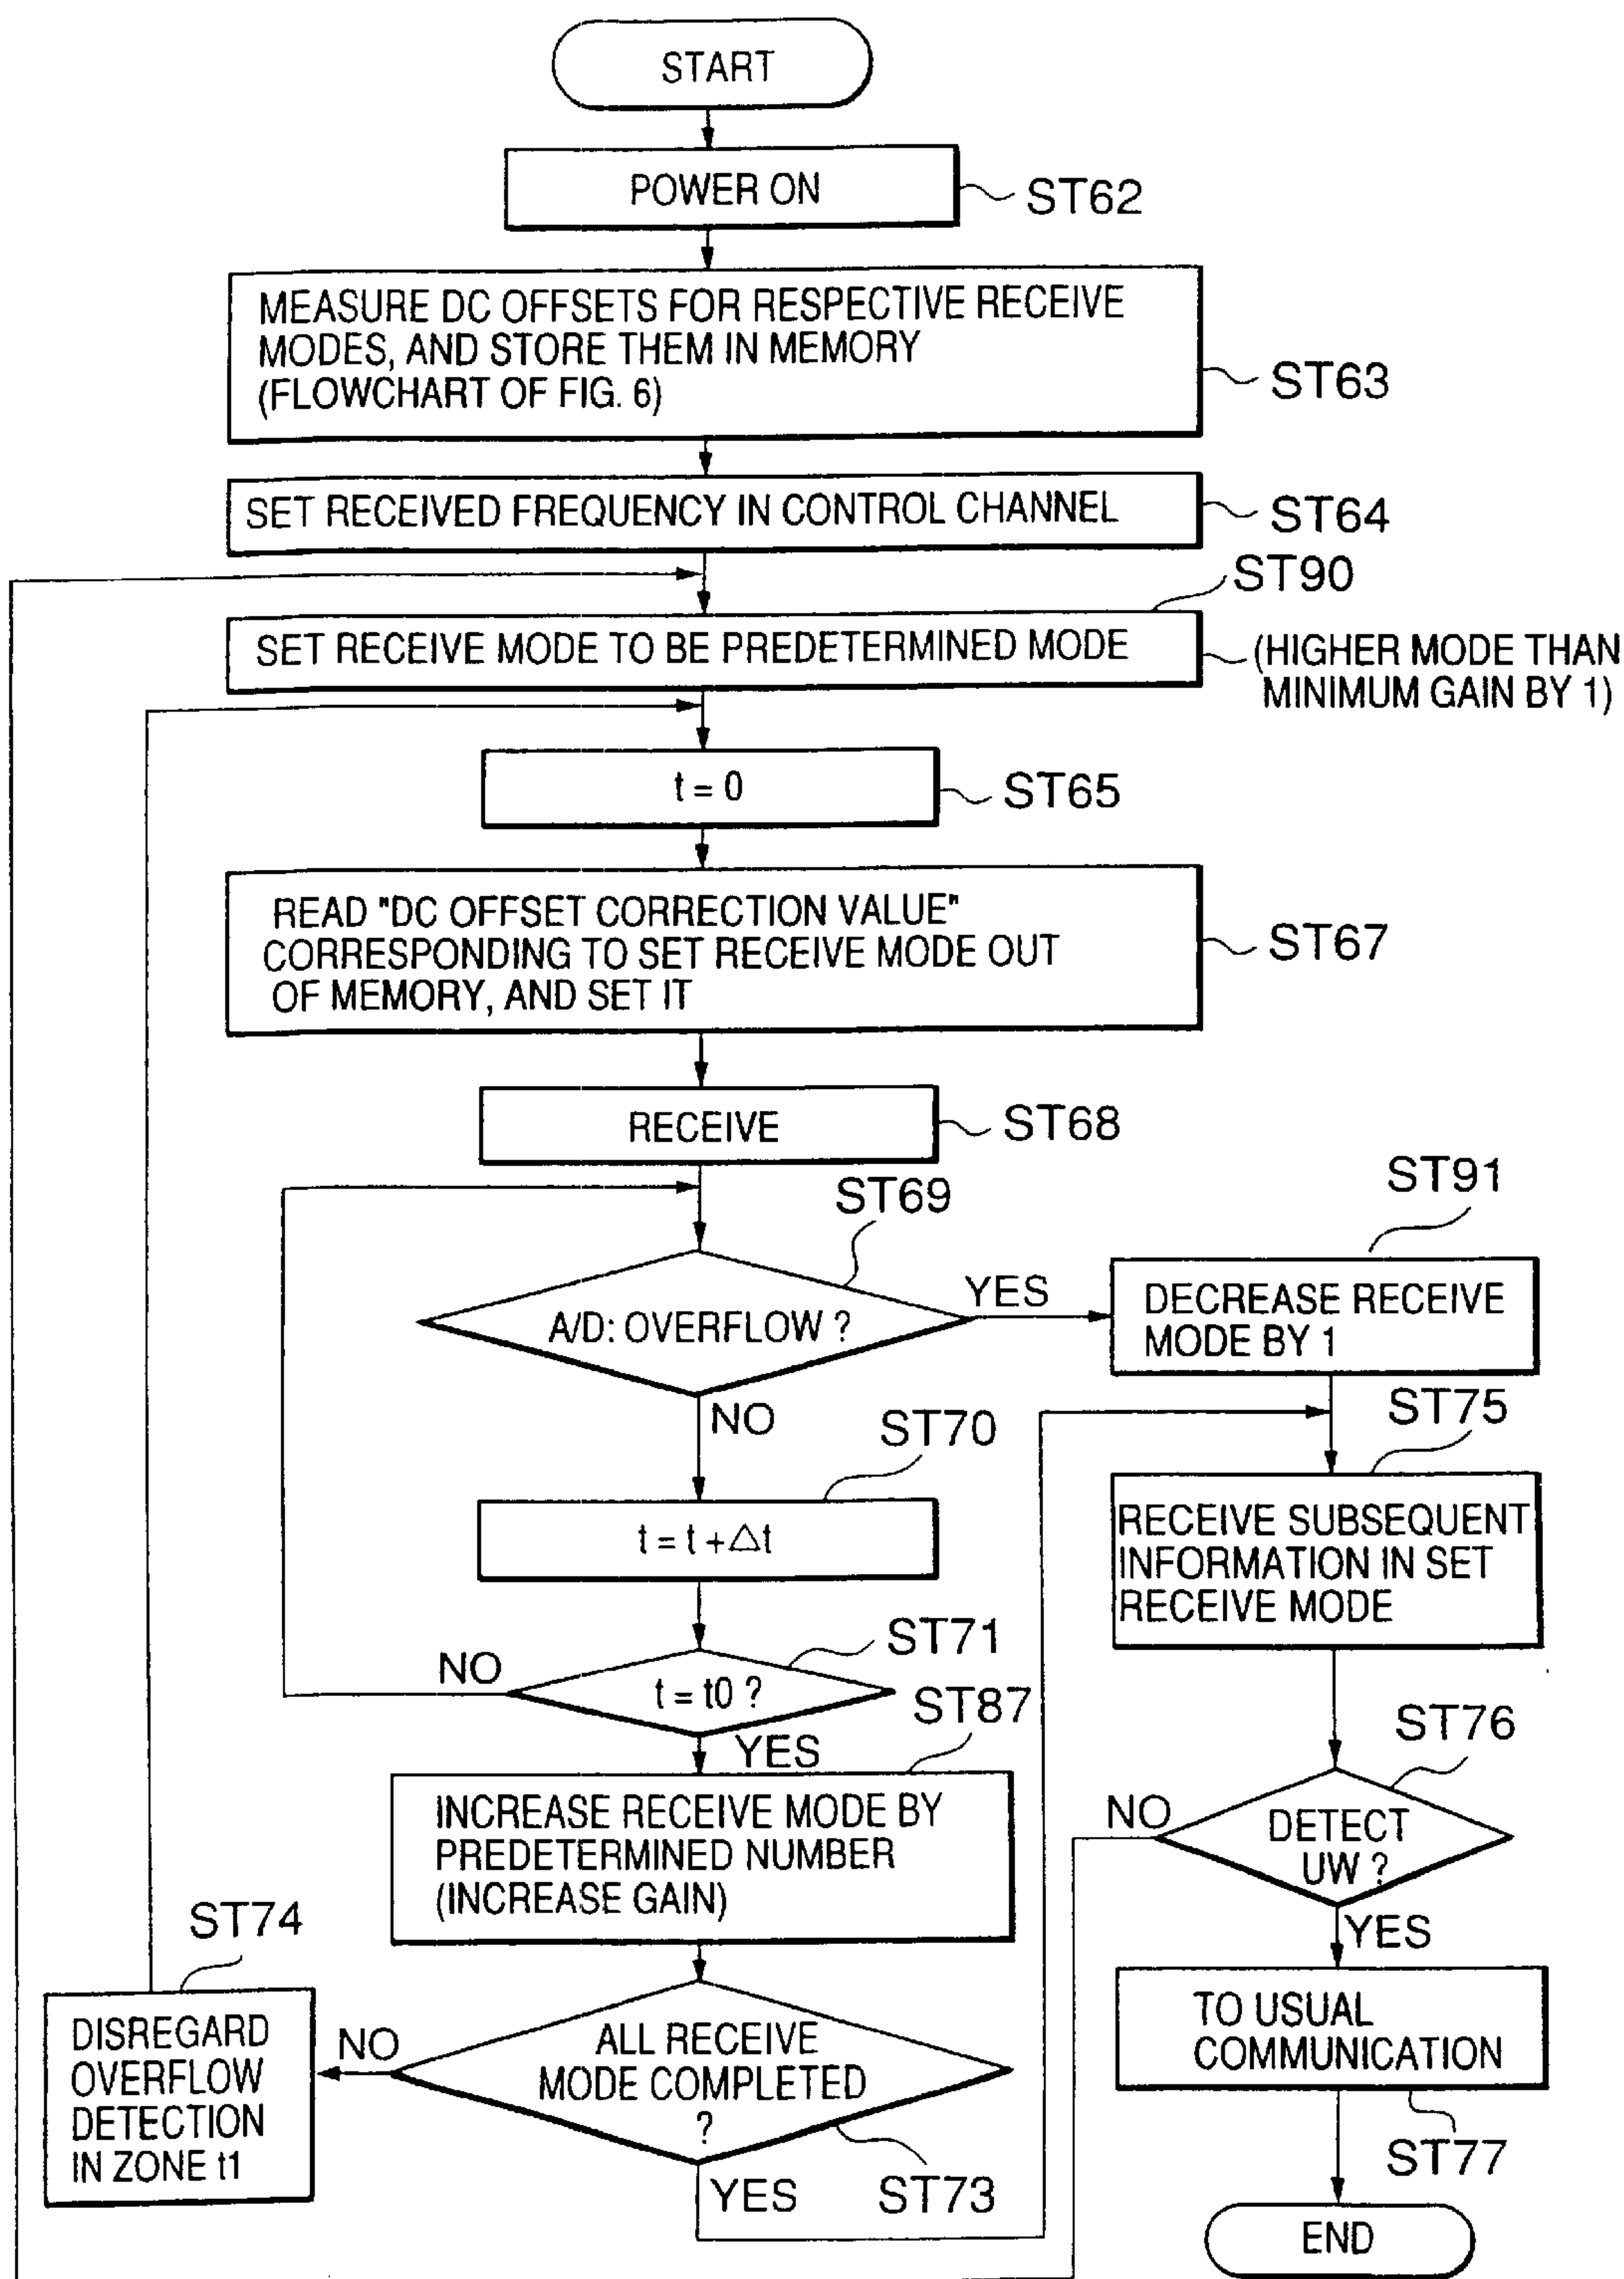 START
POWER ON
ST62
MEASURE DC OFFSETS FOR RESPECTIVE RECEIVE
MODES, AND STORE THEM IN MEMORY
(FLOWCHART OF FIG. 6)
ST63
SET RECEIVED FREQUENCY IN CONTROL CHANNEL
ST64
ST90
SET RECEIVE MODE TO BE PREDETERMINED MODE
(HIGHER MODE THAN
MINIMUM GAIN BY 1)
t = 0
ST65
READ "DC OFFSET CORRECTION VALUE"
CORRESPONDING TO SET RECEIVE MODE OUT
OF MEMORY, AND SET IT
ST67
RECEIVE
ST68
ST69
A/D: OVERFLOW ?
YES
NO
ST91
DECREASE RECEIVE
MODE BY 1
ST70
t = t + △t
ST75
RECEIVE SUBSEQUENT
INFORMATION IN SET
RECEIVE MODE
ST71
t = t0 ?
NO
YES
ST87
INCREASE RECEIVE MODE BY
PREDETERMINED NUMBER
(INCREASE GAIN)
ST76
DETECT
UW ?
NO
YES
ST74
DISREGARD
OVERFLOW
DETECTION
IN ZONE t1
NO
ALL RECEIVE
MODE COMPLETED
?
YES
ST73
TO USUAL
COMMUNICATION
ST77
END